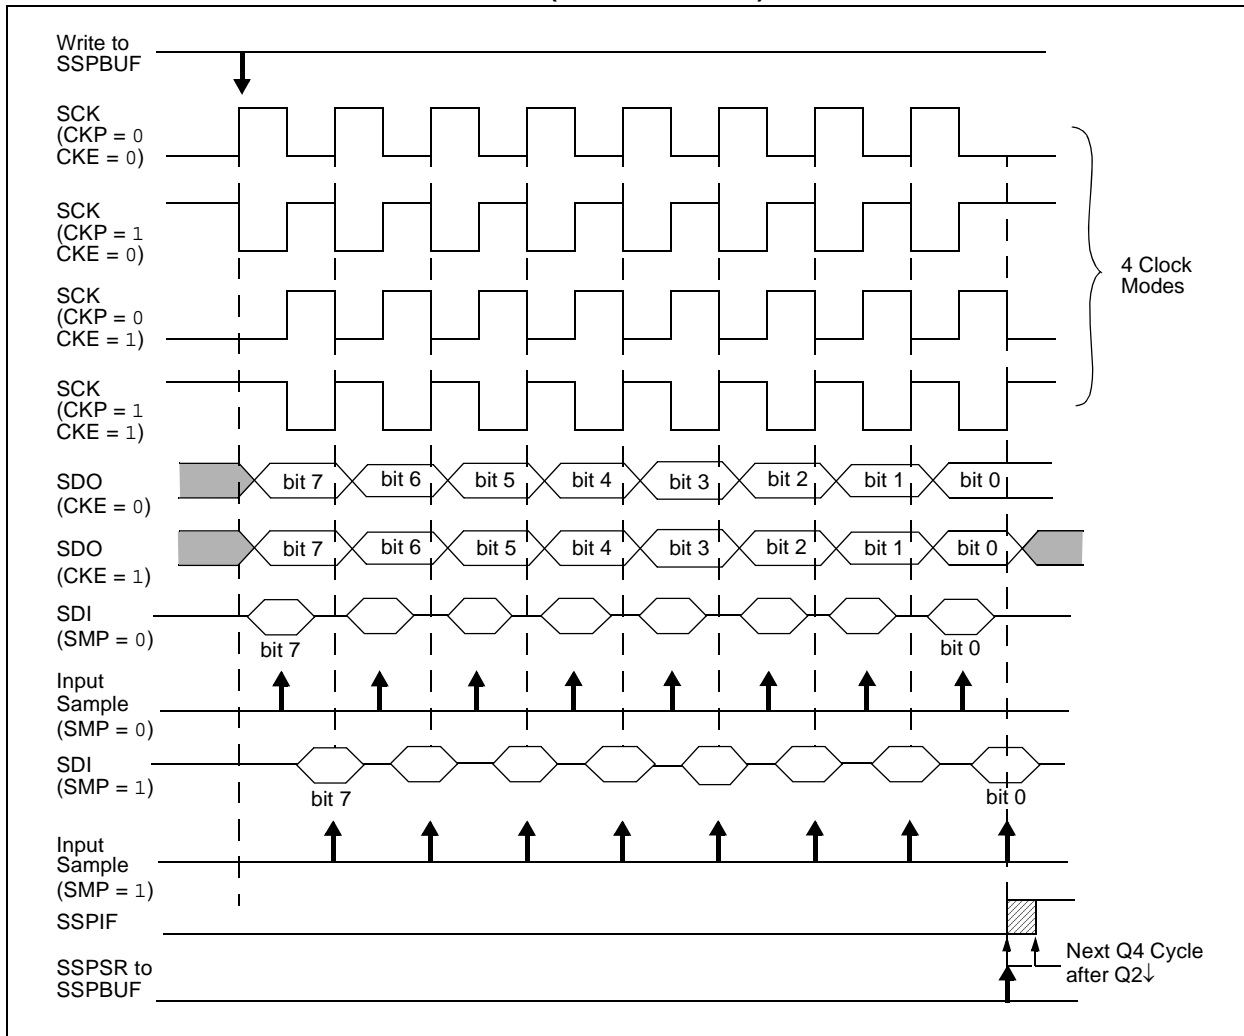 Write to
SSPBUF
SCK
(CKP = 0
CKE = 0)
SCK
(CKP = 1
CKE = 0)
4 Clock
Modes
SCK
(CKP = 0
CKE = 1)
SCK
(CKP = 1
CKE = 1)
SDO
(CKE = 0)
bit 7 bit 6 bit 5 bit 4 bit 3 bit 2 bit 1 bit 0
SDO
(CKE = 1)
bit 7 bit 6 bit 5 bit 4 bit 3 bit 2 bit 1 bit 0
SDI
(SMP = 0)
bit 7 bit 0
Input
Sample
(SMP = 0)
SDI
(SMP = 1)
bit 7 bit 0
Input
Sample
(SMP = 1)
SSPIF
Next Q4 Cycle
after Q2↓
SSPSR to
SSPBUF